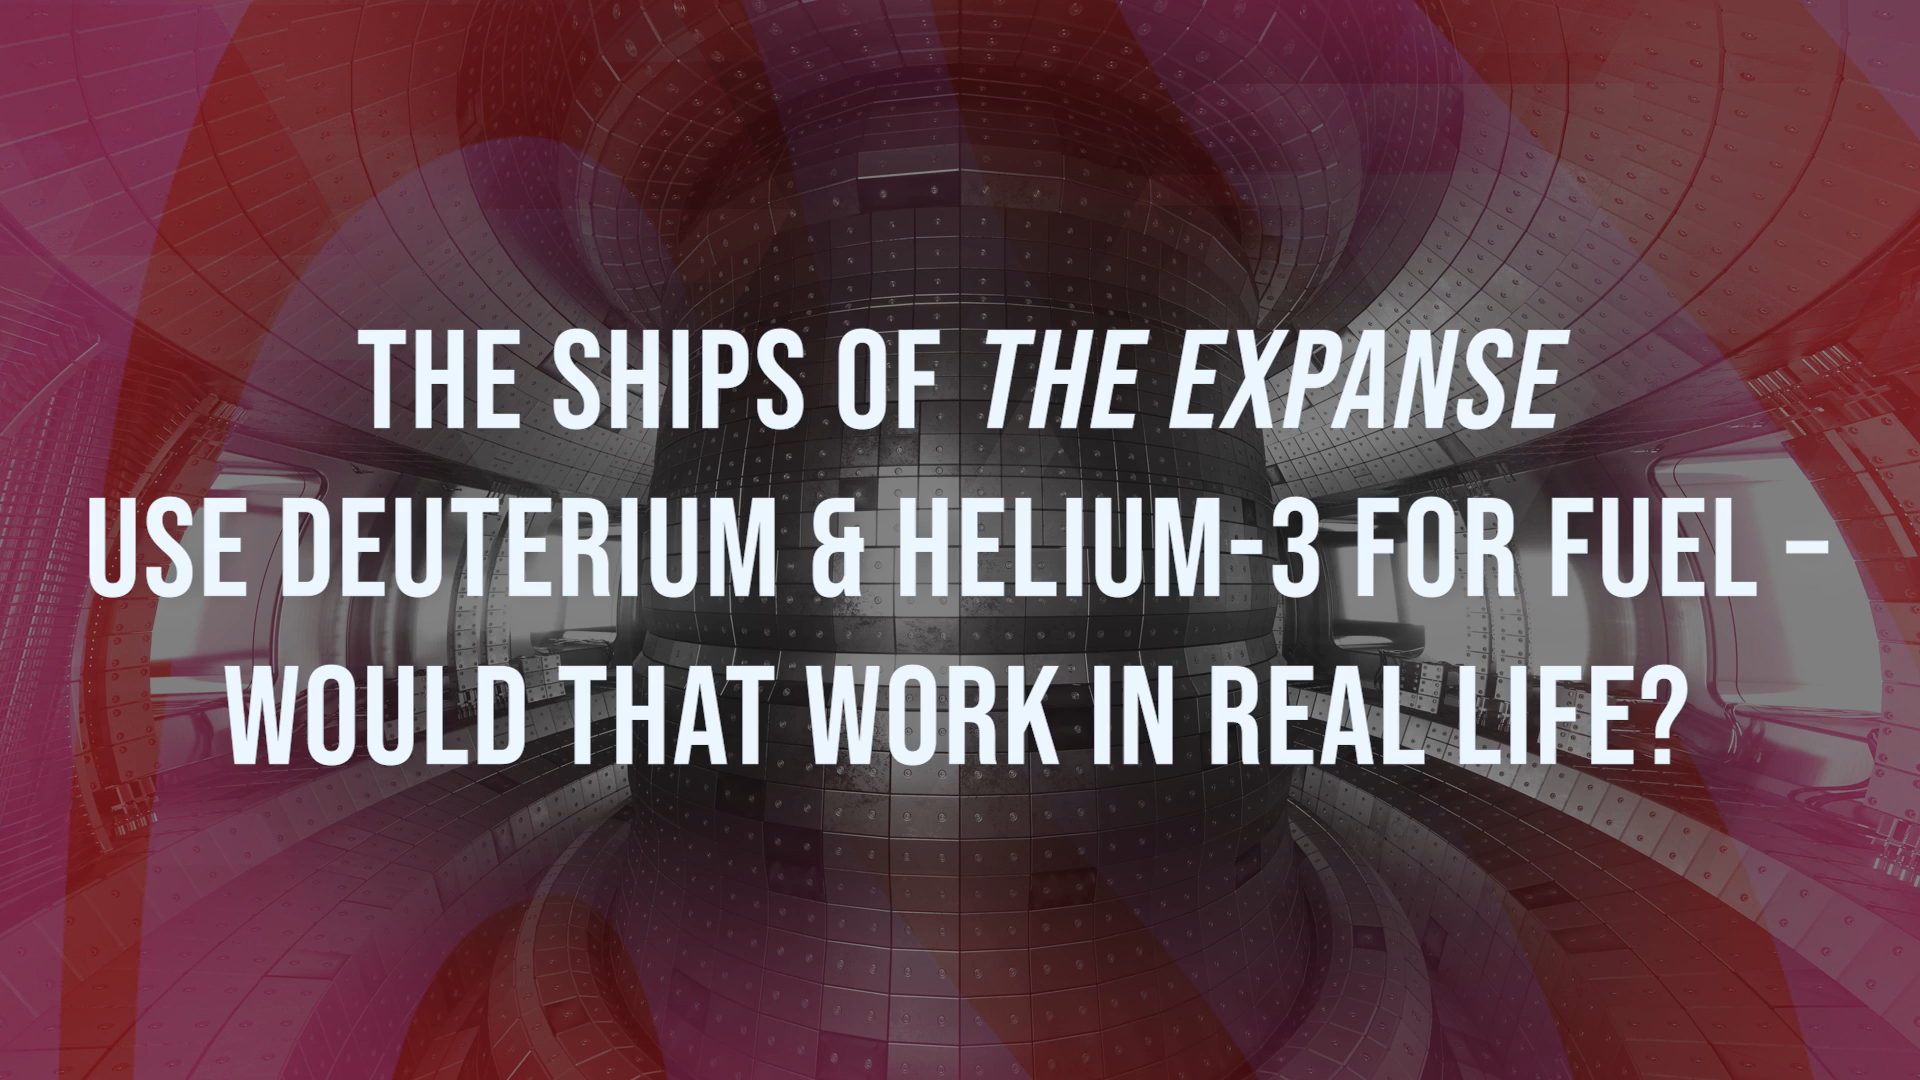 THE SHIPS OF THE EXPANSE
USE DEUTERIUM & HELIUM-3 FOR FUEL –
WOULD THAT WORK IN REAL LIFE?